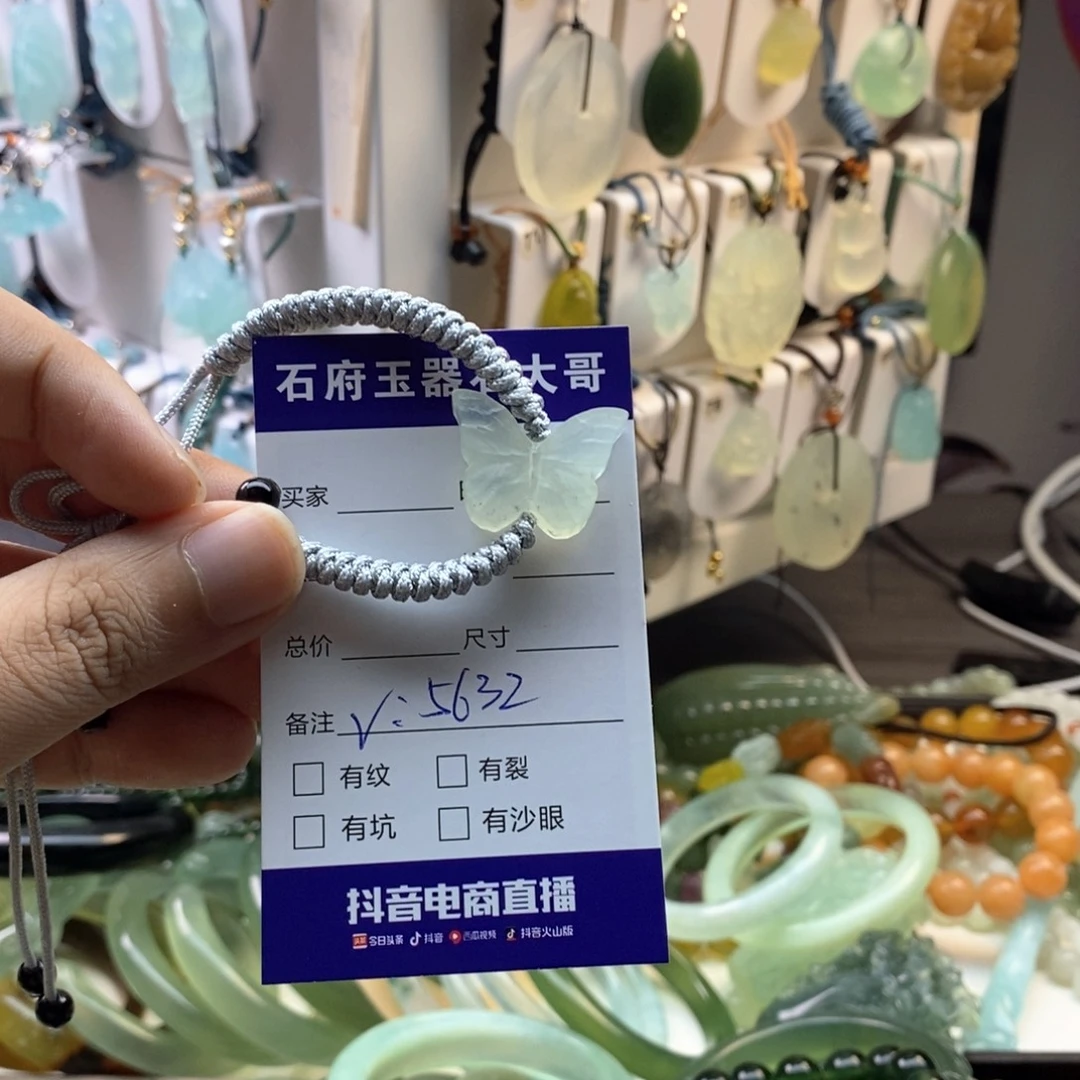 石府玉器 大哥
买家
总价 尺寸
备注 V: 5632
有纹 有裂
有坑 有沙眼
抖音电商直播
今日头条 抖音 西瓜视频 抖音火山版